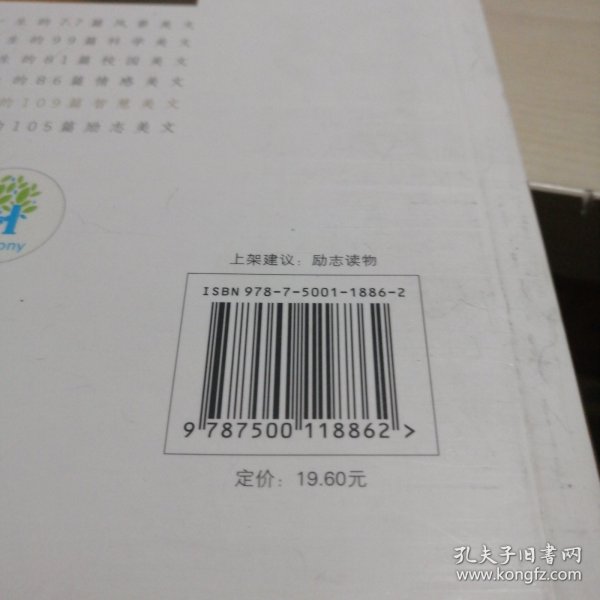 生的77篇风景美文
生的99篇科学美文
生的81篇校园美文
的86篇情感美文
的109篇智慧美文
的105篇励志美文
H
ony
上架建议：励志读物
ISBN 978-7-5001-1886-2
9 787500 118862 >
定价：19.60元
孔夫子旧书网
www.kongfz.com